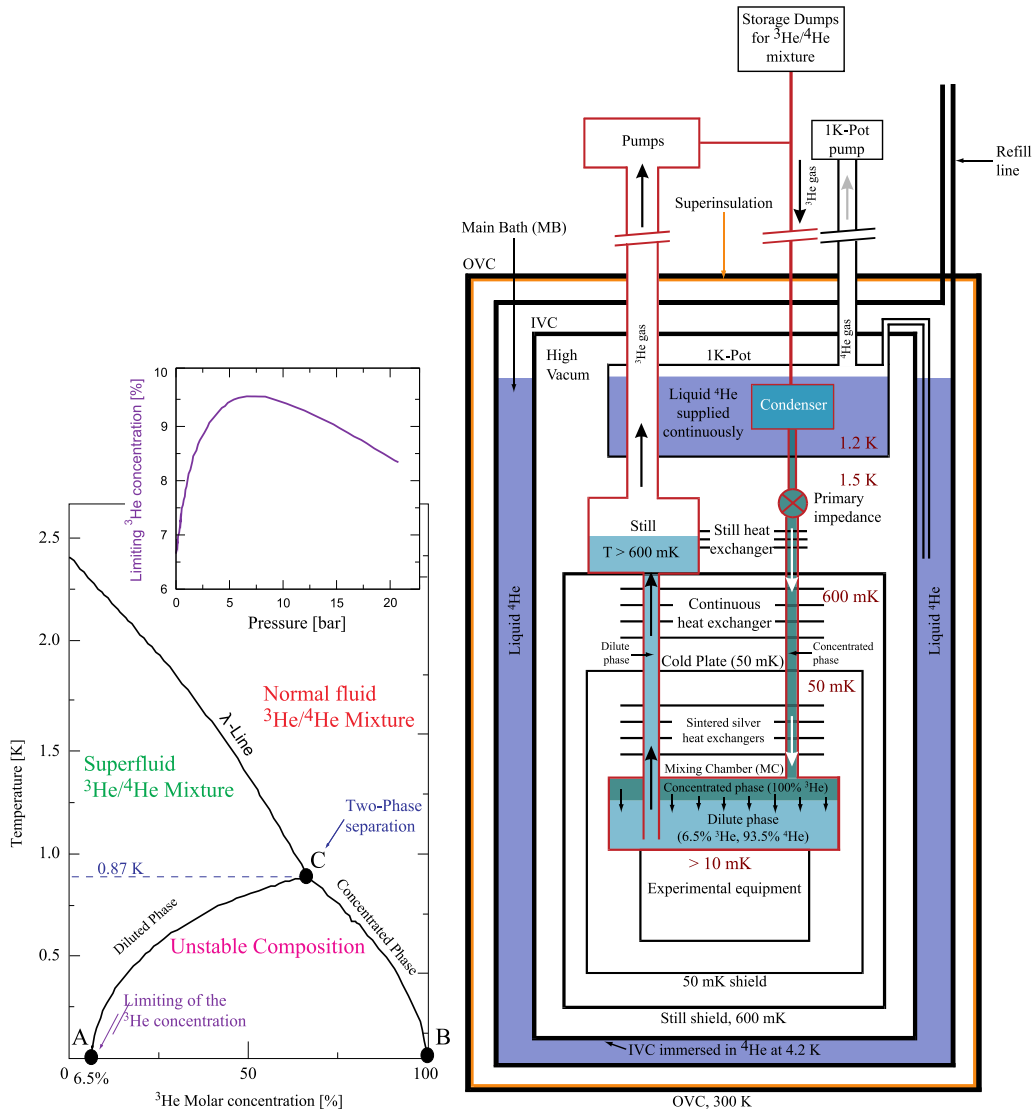 Storage Dumps
for ³He/⁴He
mixture
Pumps
1K-Pot
pump
Refill
line
³He gas
Superinsulation
Main Bath (MB)
OVC
IVC
³He gas
⁴He gas
High
Vacum
1K-Pot
Liquid ⁴He
supplied
continuously
Condenser
1.2 K
1.5 K
Primary
impedance
Still
T > 600 mK
Still heat
exchanger
600 mK
Continuous
heat exchanger
Dilute
phase
Concentrated
phase
Cold Plate (50 mK)
50 mK
Liquid ⁴He
Liquid ⁴He
Sintered silver
heat exchangers
Mixing Chamber (MC)
Concentrated phase (100% ³He)
Dilute phase
(6.5% ³He, 93.5% ⁴He)
> 10 mK
Experimental equipment
50 mK shield
Still shield, 600 mK
IVC immersed in ⁴He at 4.2 K
OVC, 300 K
Limiting ³He concentration [%]
10
9
8
7
6
0
5
10
15
20
Pressure [bar]
Temperature [K]
2.5
2.0
1.5
1.0
0.5
0
Normal fluid
³He/⁴He Mixture
λ-Line
Superfluid
³He/⁴He Mixture
Two-Phase
separation
0.87 K
C
Diluted Phase
Concentrated Phase
Unstable Composition
Limiting of the
³He concentration
A
B
6.5%
50
100
³He Molar concentration [%]